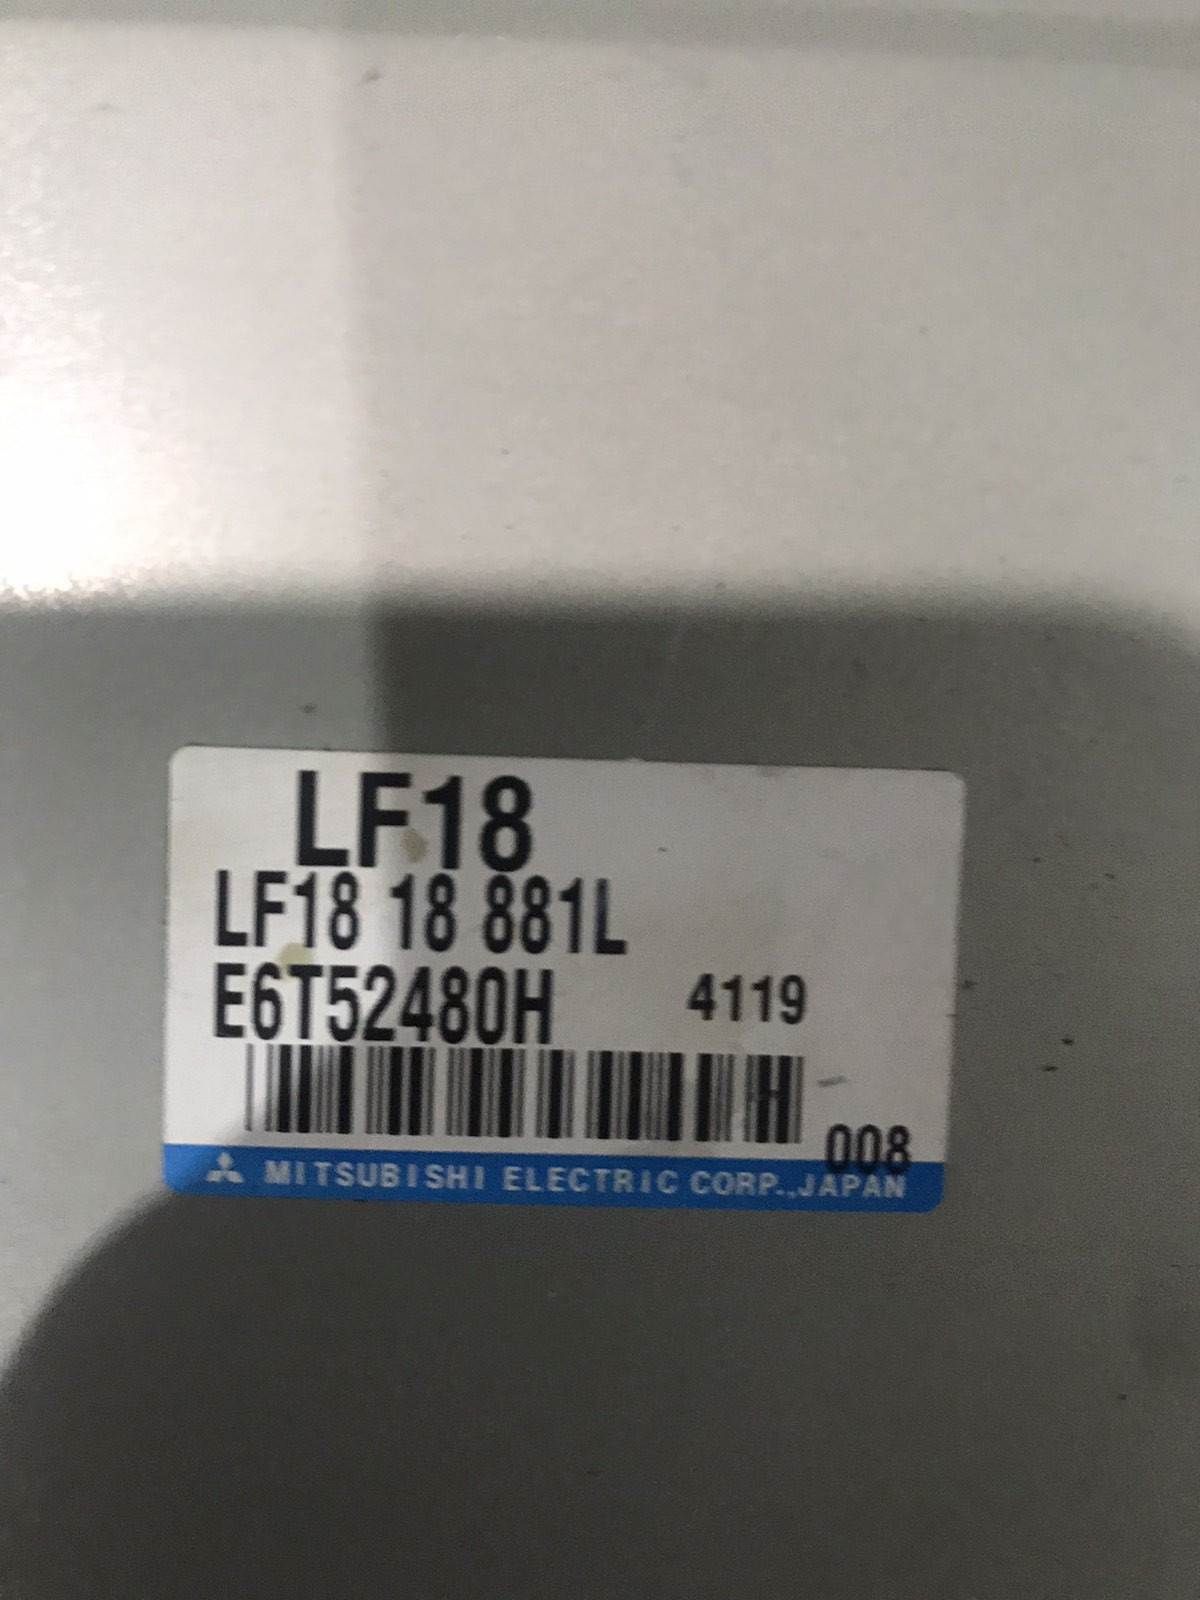 LF18
LF18 18 881L
E6T52480H 4119
008
MITSUBISHI ELECTRIC CORP.,JAPAN